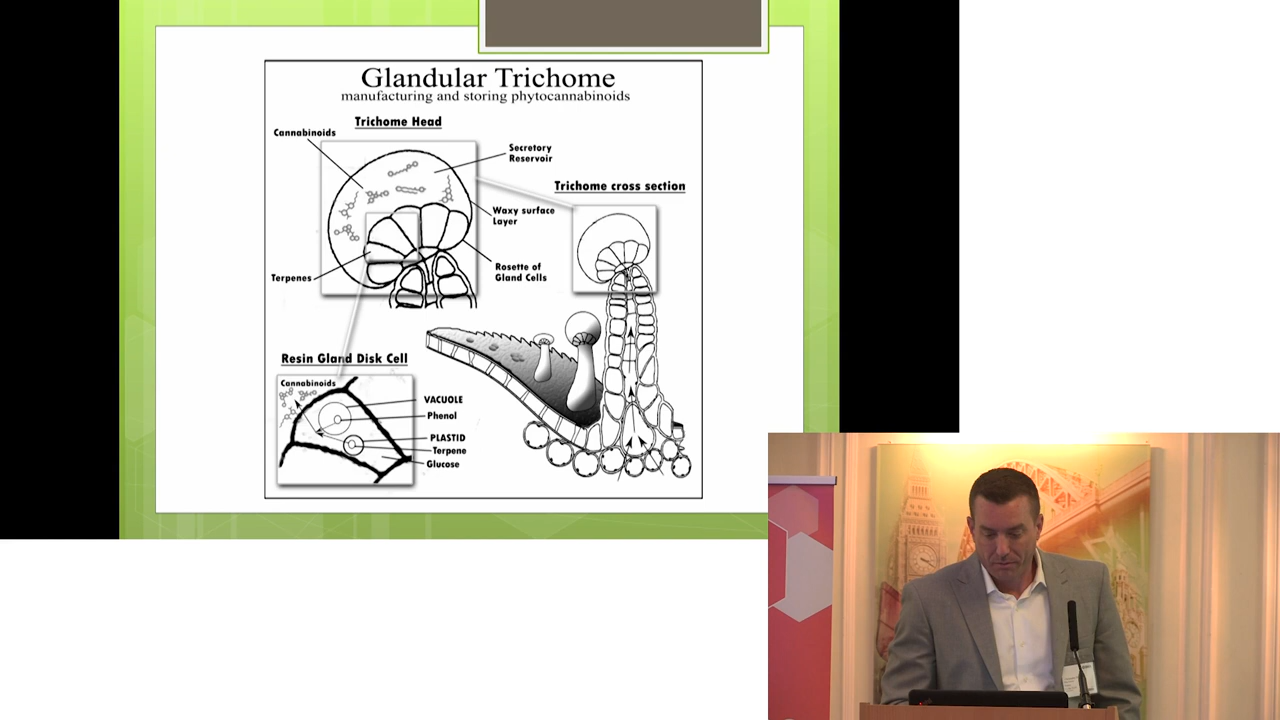 Glandular Trichome
manufacturing and storing phytocannabinoids
Trichome Head
Cannabinoids
Secretory
Reservoir
Trichome cross section
Waxy surface
Layer
Rosette of
Gland Cells
Terpenes
Resin Gland Disk Cell
Cannabinoids
VACUOLE
Phenol
PLASTID
Terpene
Glucose